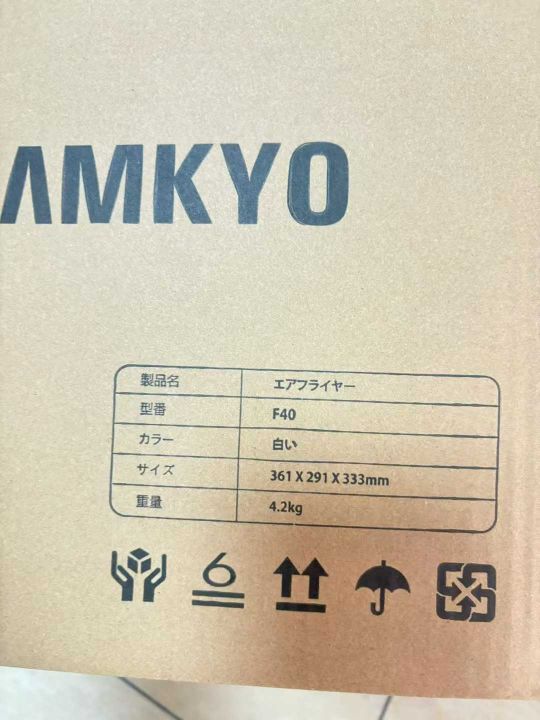 AMKYO
製品名 エアフライヤー
型番 F40
カラー 白い
サイズ 361 X 291 X 333mm
重量 4.2kg
6